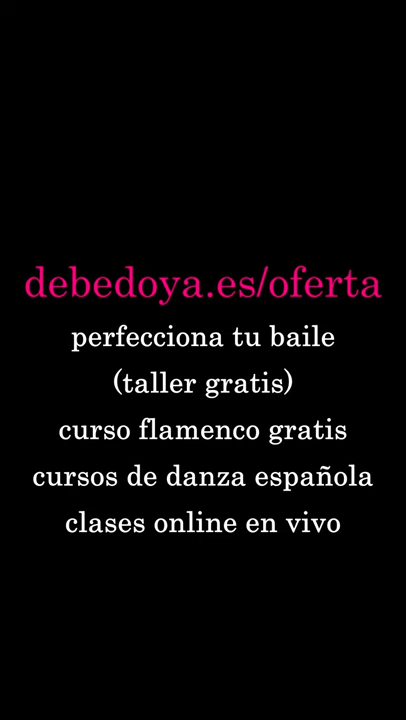 debedoya.es/oferta
perfecciona tu baile
(taller gratis)
curso flamenco gratis
cursos de danza española
clases online en vivo